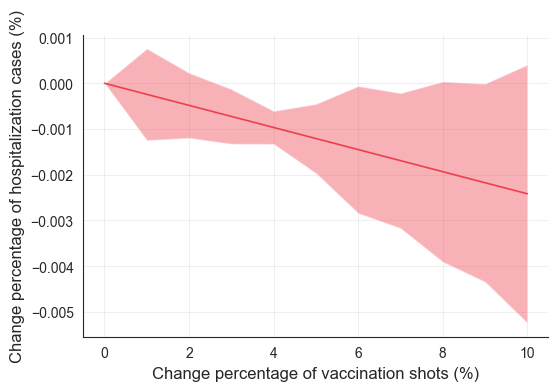 Change percentage of hospitalization cases (%)
0.001
0.000
−0.001
−0.002
−0.003
−0.004
−0.005
0 2 4 6 8 10
Change percentage of vaccination shots (%)